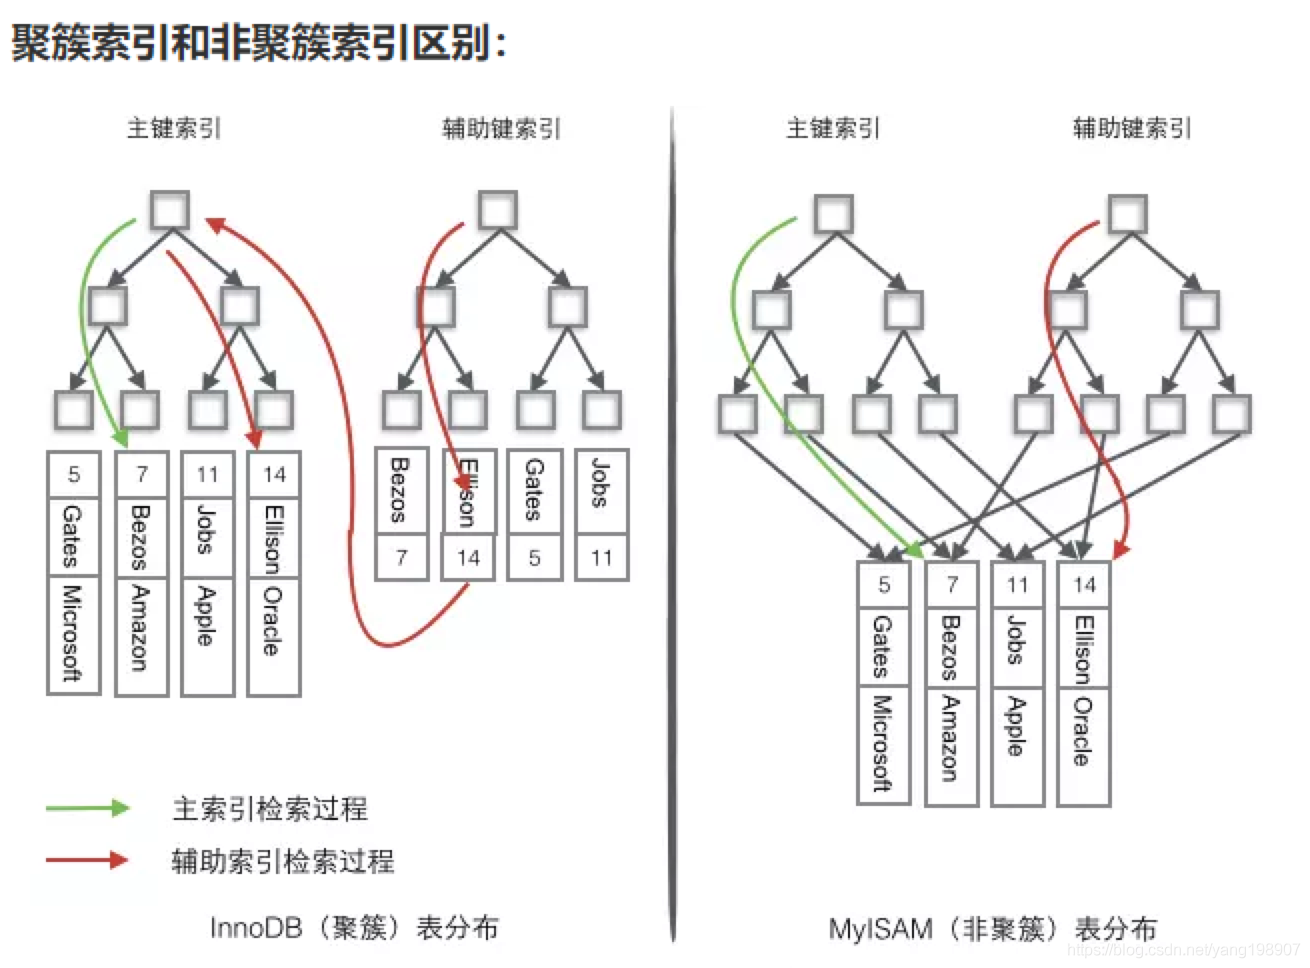 聚簇索引和非聚簇索引区别：
主键索引
辅助键索引
5
Gates
Microsoft
7
Bezos
Amazon
11
Jobs
Apple
14
Ellison
Oracle
Bezos
7
Ellison
14
Gates
5
Jobs
11
主索引检索过程
辅助索引检索过程
InnoDB（聚簇）表分布
主键索引
辅助键索引
5
Gates
Microsoft
7
Bezos
Amazon
11
Jobs
Apple
14
Ellison
Oracle
MyISAM（非聚簇）表分布
https://blog.csdn.net/yang198907